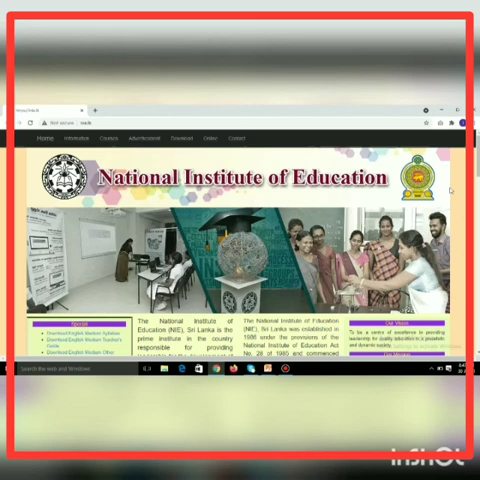 Home Information Courses Advertisement Download Online Contact
National Institute of Education
Special
Download English Medium Syllabus
Download English Medium Teacher's
Guide
Download English Medium Other
The National Institute of
Education (NIE), Sri Lanka is the
prime institute in the country
responsible for providing
leadership for the development of
The National Institute of Education
(NIE), Sri Lanka was established in
1986 under the provisions of the
National Institute of Education Act
No. 28 of 1985 and commenced
Our Vision
To be a centre of excellence in providing
leadership for quality education in a pluralistic
and dynamic society.
Our Mission
Search the web and Windows
InShOt